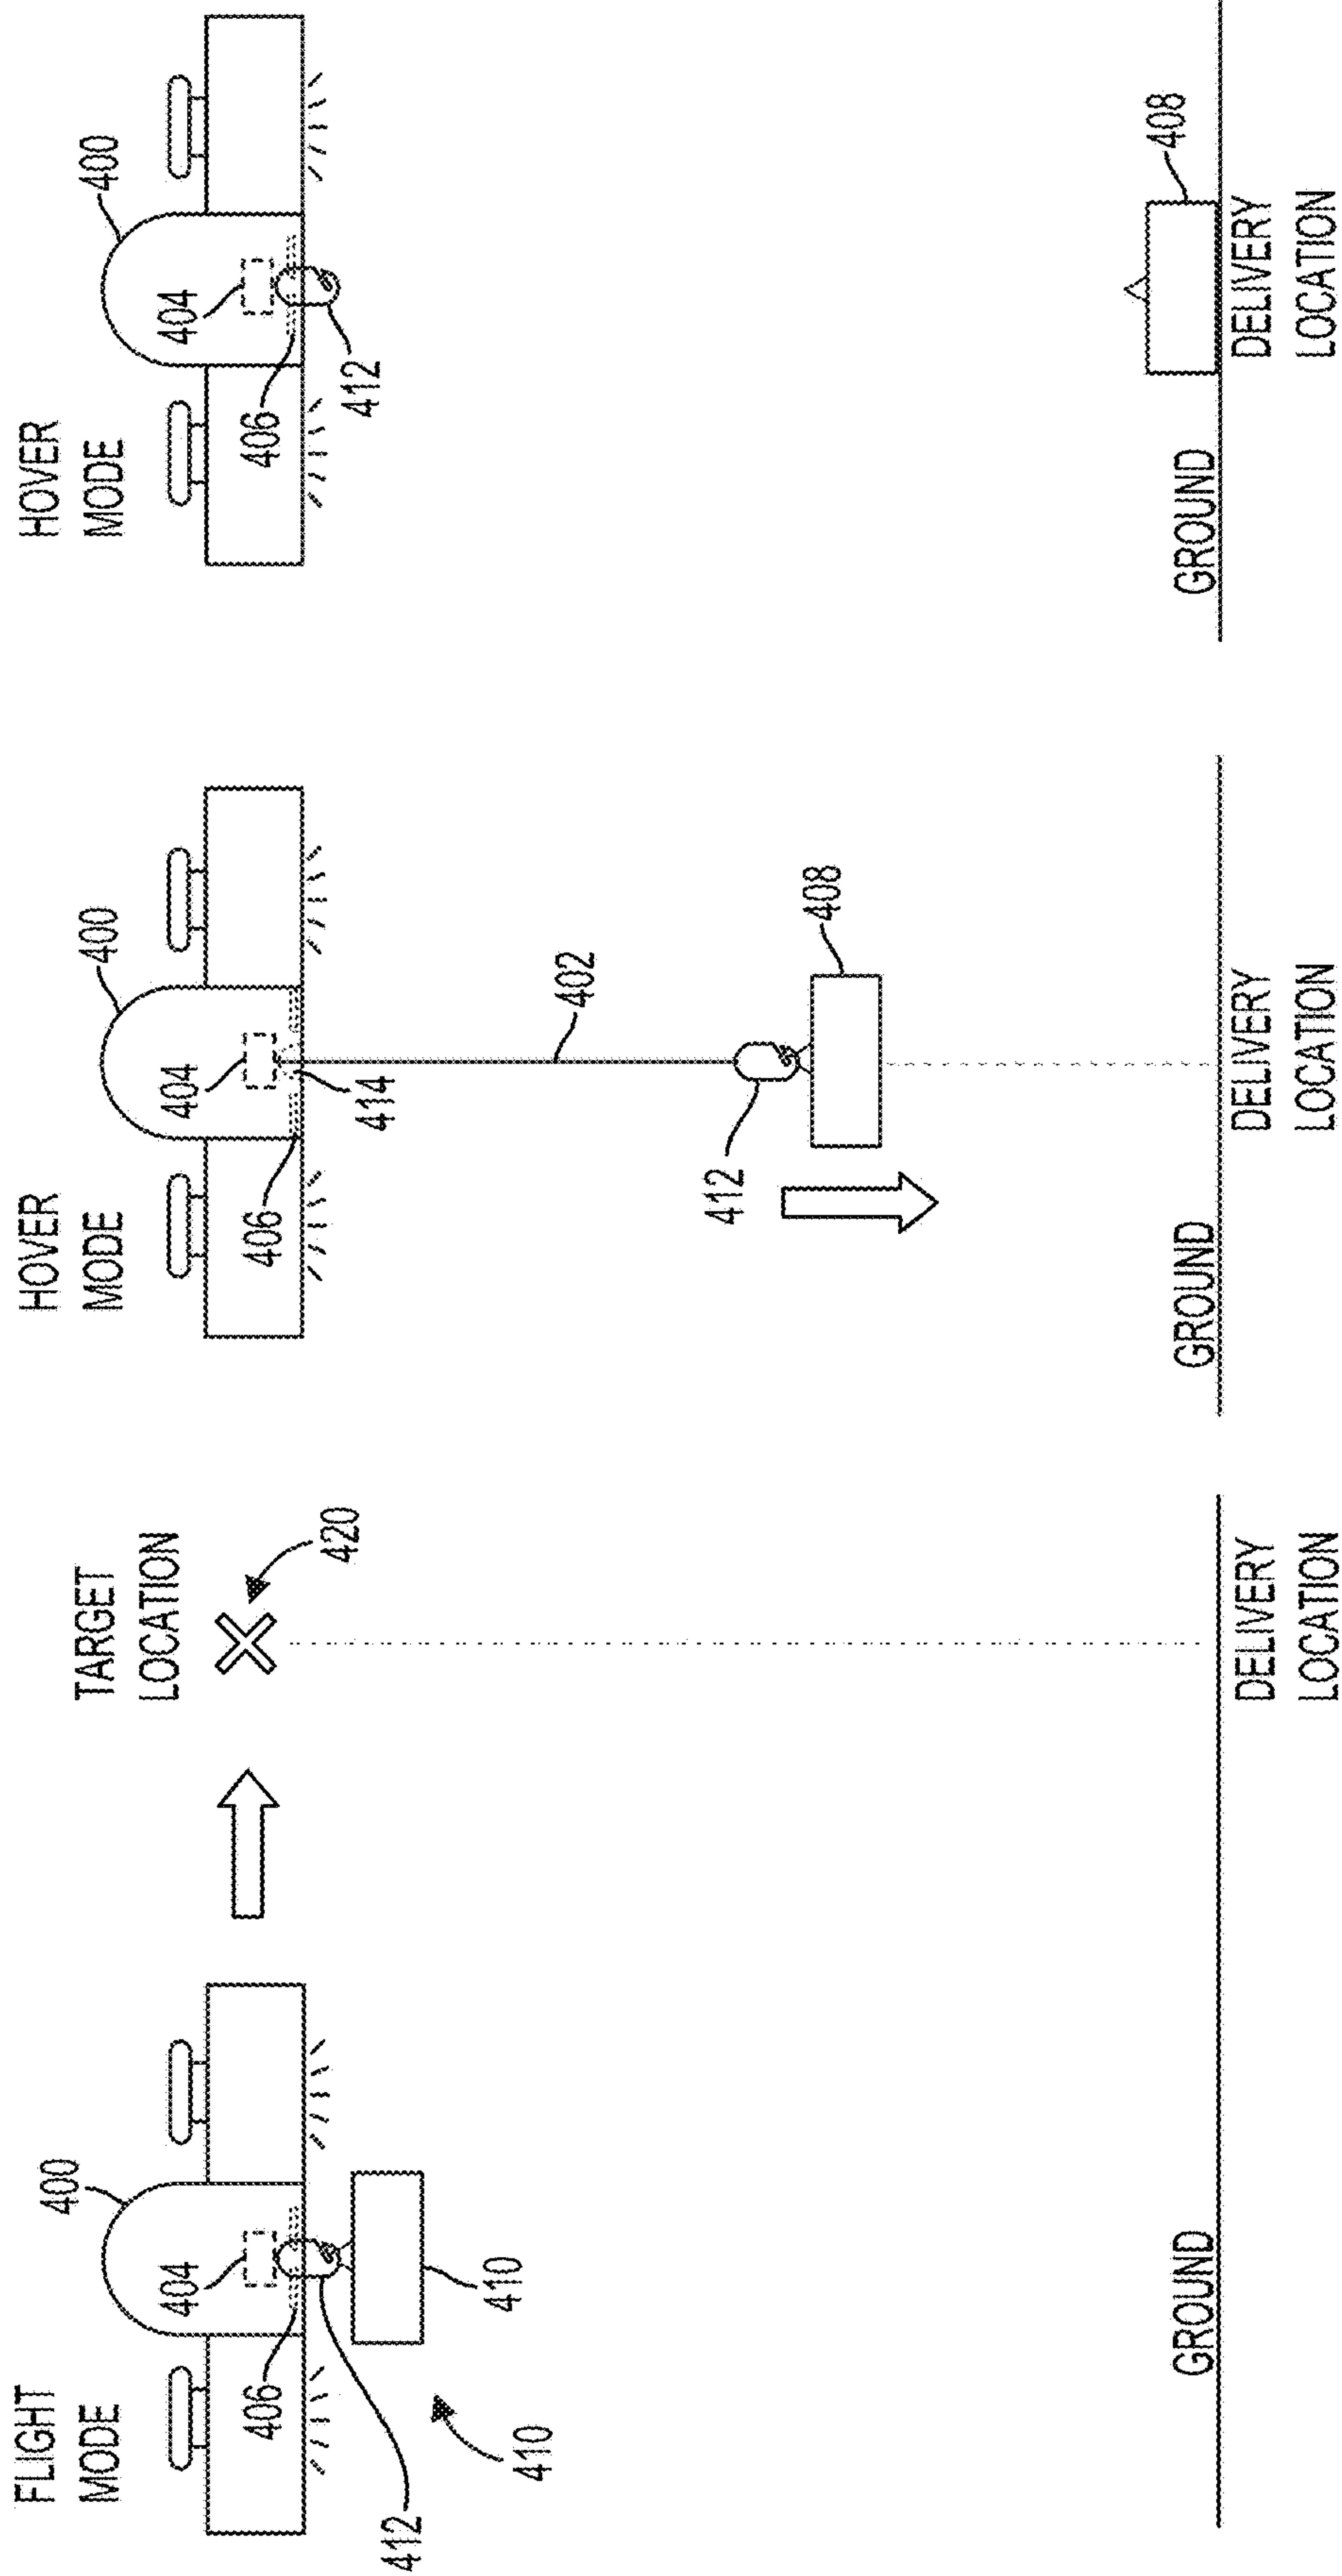 FLIGHT
MODE
400
404
406
412
410
410
TARGET
LOCATION
420
GROUND
DELIVERY
LOCATION
HOVER
MODE
400
404
406
414
402
412
408
GROUND
DELIVERY
LOCATION
HOVER
MODE
400
404
406
412
408
GROUND
DELIVERY
LOCATION